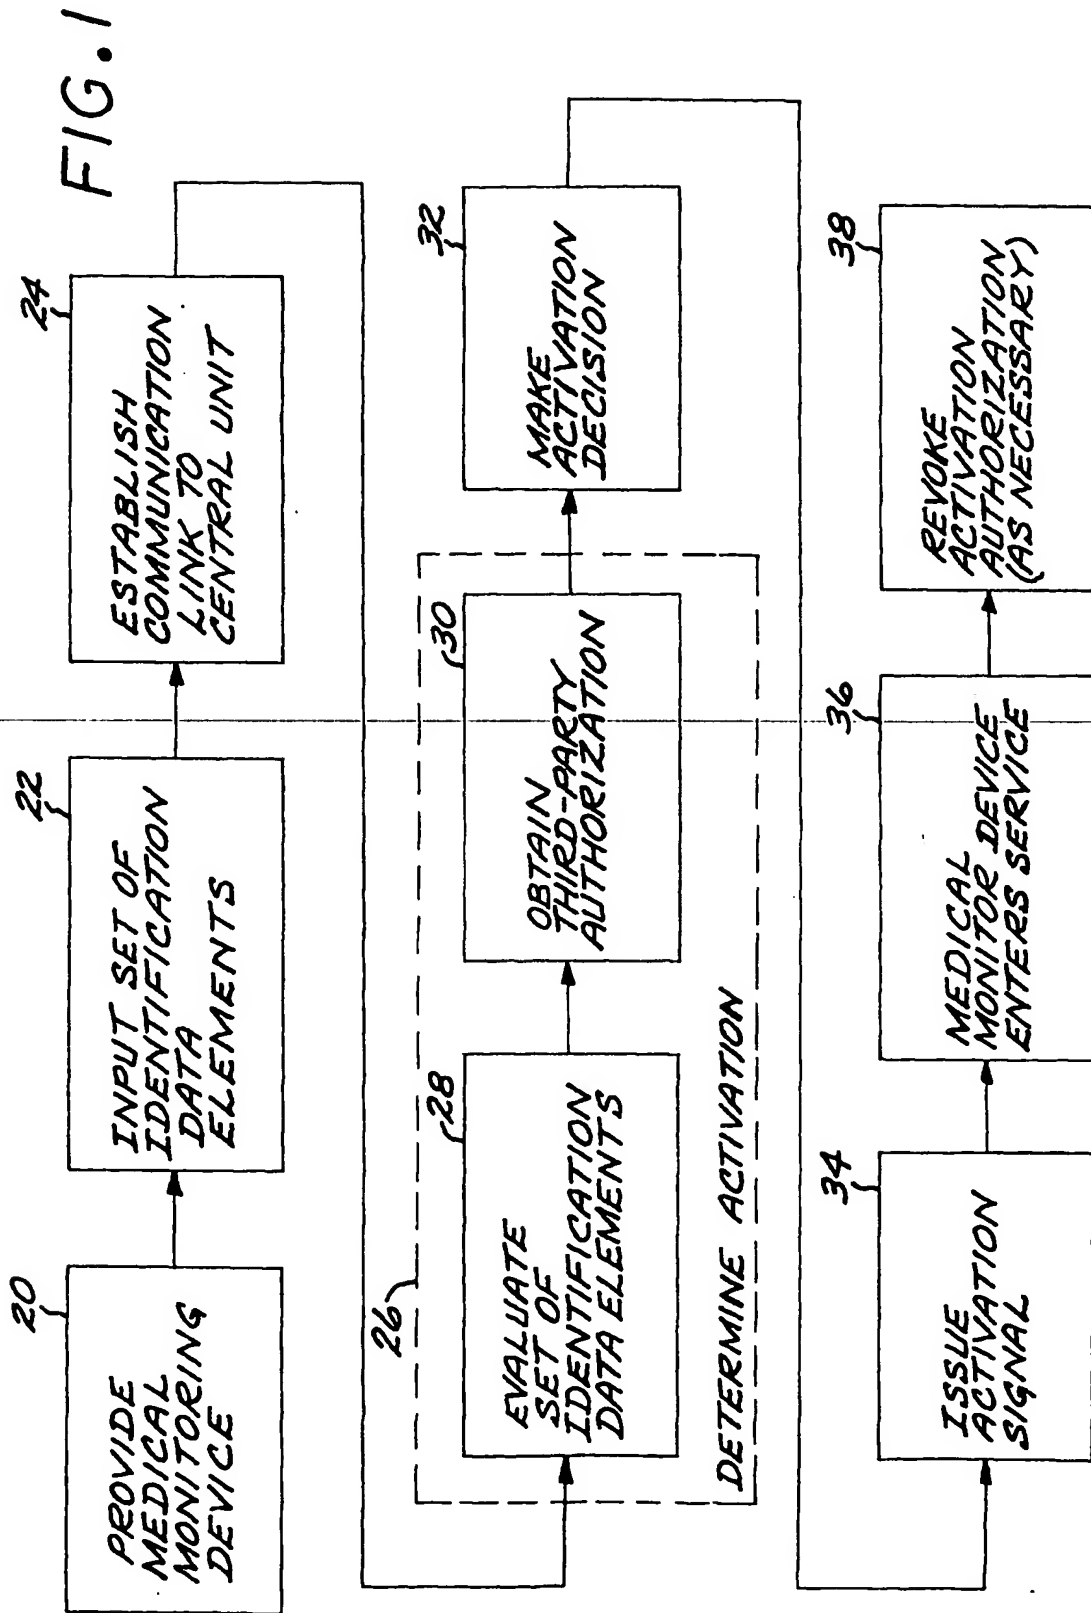 FIG. 1
20
PROVIDE
MEDICAL
MONITORING
DEVICE
22
INPUT SET OF
IDENTIFICATION
DATA
ELEMENTS
24
ESTABLISH
COMMUNICATION
LINK TO
CENTRAL UNIT
26
28
EVALUATE
SET OF
IDENTIFICATION
DATA ELEMENTS
30
OBTAIN
THIRD-PARTY
AUTHORIZATION
DETERMINE ACTIVATION
32
MAKE
ACTIVATION
DECISION
34
ISSUE
ACTIVATION
SIGNAL
36
MEDICAL
MONITOR DEVICE
ENTERS SERVICE
38
REVOKE
ACTIVATION
AUTHORIZATION
(AS NECESSARY)